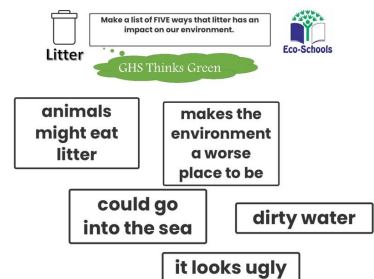 Make a list of FIVE ways that litter has an
impact on our environment.
Litter
Eco-Schools
GHS Thinks Green
animals
might eat
litter
makes the
environment
a worse
place to be
could go
into the sea
dirty water
it looks ugly